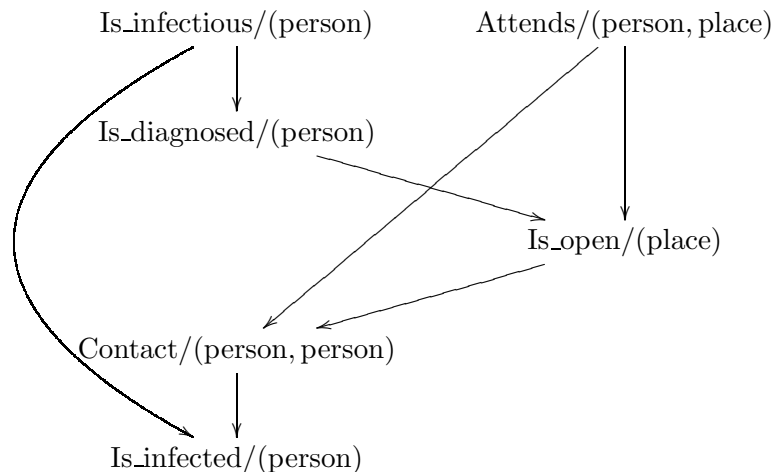 Is_infectious/(person) Attends/(person, place)
Is_diagnosed/(person)
Is_open/(place)
Contact/(person, person)
Is_infected/(person)